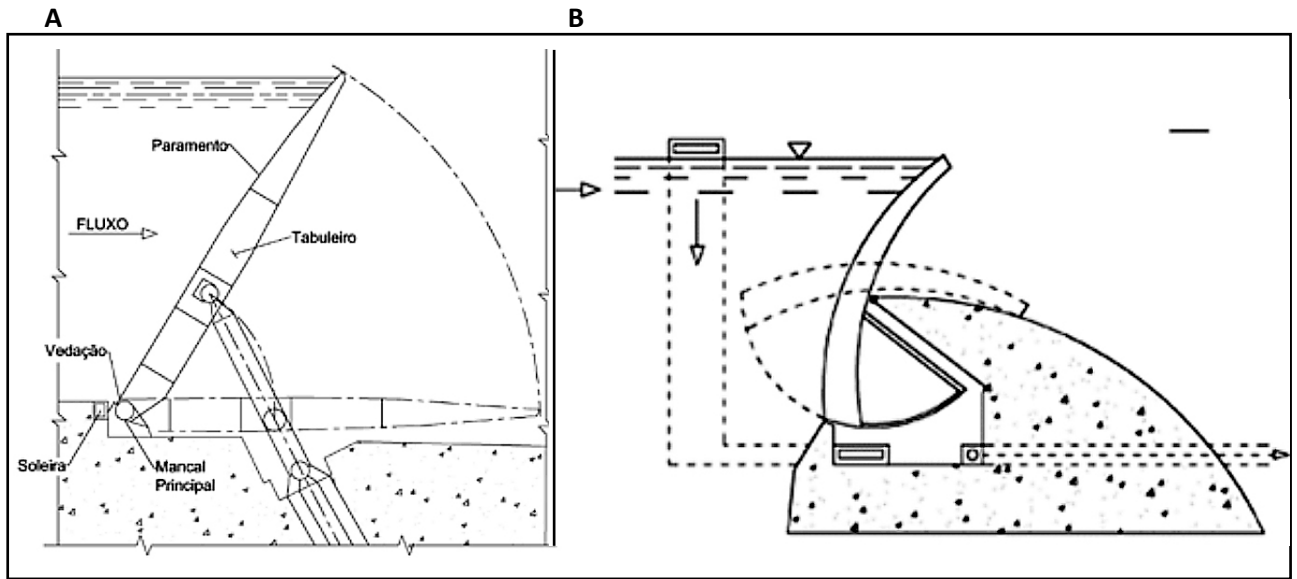 A
B
Paramento
FLUXO
Tabuleiro
Vedação
Soleira
Mancal
Principal